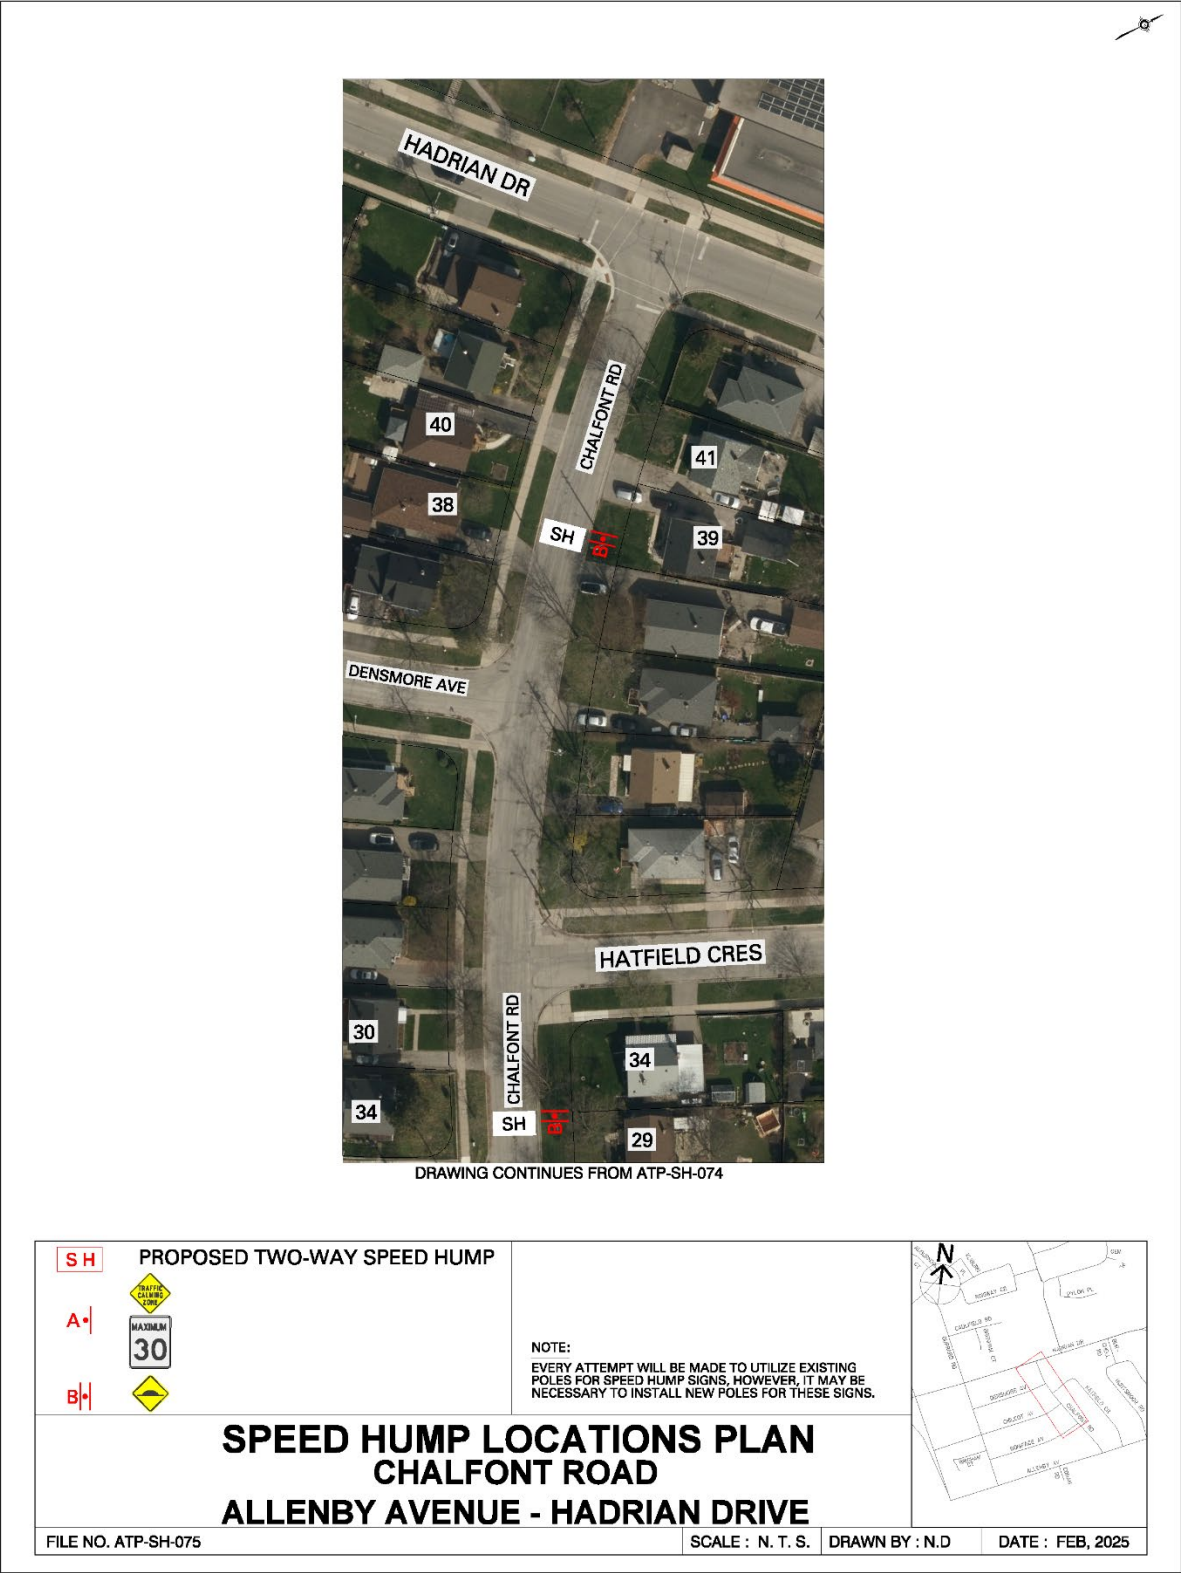 HADRIAN DR
CHALFONT RD
40
41
38
SH
B
39
DENSMORE AVE
HATFIELD CRES
CHALFONT RD
30
34
34
SH
B
29
DRAWING CONTINUES FROM ATP-SH-074
SH
PROPOSED TWO-WAY SPEED HUMP
TRAFFIC
CALMING
ZONE
A
MAXIMUM
30
B
NOTE:
EVERY ATTEMPT WILL BE MADE TO UTILIZE EXISTING
POLES FOR SPEED HUMP SIGNS, HOWEVER, IT MAY BE
NECESSARY TO INSTALL NEW POLES FOR THESE SIGNS.
N
SPEED HUMP LOCATIONS PLAN
CHALFONT ROAD
ALLENBY AVENUE - HADRIAN DRIVE
FILE NO. ATP-SH-075
SCALE : N. T. S.
DRAWN BY : N.D
DATE : FEB, 2025